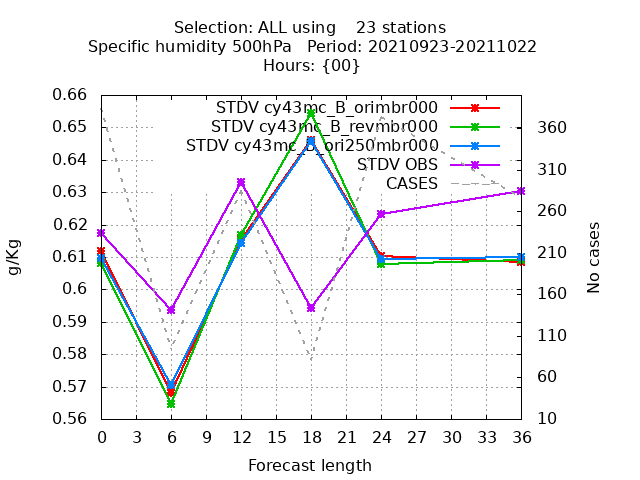 Selection: ALL using    23 stations
Specific humidity 500hPa   Period: 20210923-20211022
Hours: {00}
STDV cy43mc_B_orimbr000
STDV cy43mc_B_revmbr000
STDV cy43mc_B_ori250mbr000
STDV OBS
CASES
0.66
0.65
0.64
0.63
0.62
0.61
0.6
0.59
0.58
0.57
0.56
g/Kg
360
310
260
210
160
110
60
10
No cases
0 3 6 9 12 15 18 21 24 27 30 33 36
Forecast length